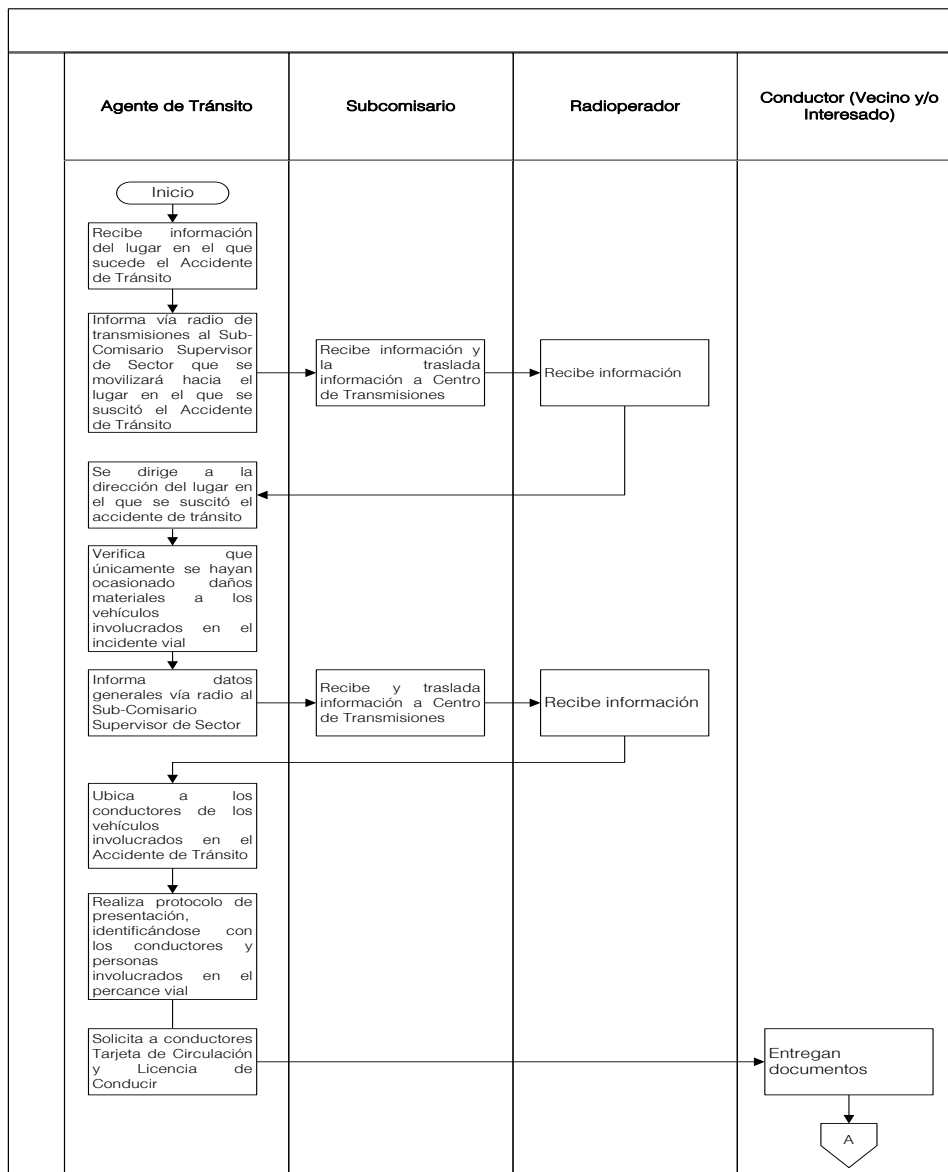 Agente de Tránsito
Subcomisario
Radioperador
Conductor (Vecino y/o
Interesado)
Inicio
Recibe información
del lugar en el que
sucede el Accidente
de Tránsito
Informa vía radio de
transmisiones al Sub-
Comisario Supervisor
de Sector que se
movilizará hacia el
lugar en el que se
suscitó el Accidente
de Tránsito
Recibe información y
la traslada
información a Centro
de Transmisiones
Recibe información
Se dirige a la
dirección del lugar en
el que se suscitó el
accidente de tránsito
Verifica que
únicamente se hayan
ocasionado daños
materiales a los
vehículos
involucrados en el
incidente vial
Informa datos
generales vía radio al
Sub-Comisario
Supervisor de Sector
Recibe y traslada
información a Centro
de Transmisiones
Recibe información
Ubica a los
conductores de los
vehículos
involucrados en el
Accidente de Tránsito
Realiza protocolo de
presentación,
identificándose con
los conductores y
personas
involucrados en el
percance vial
Solicita a conductores
Tarjeta de Circulación
y Licencia de
Conducir
Entregan
documentos
A